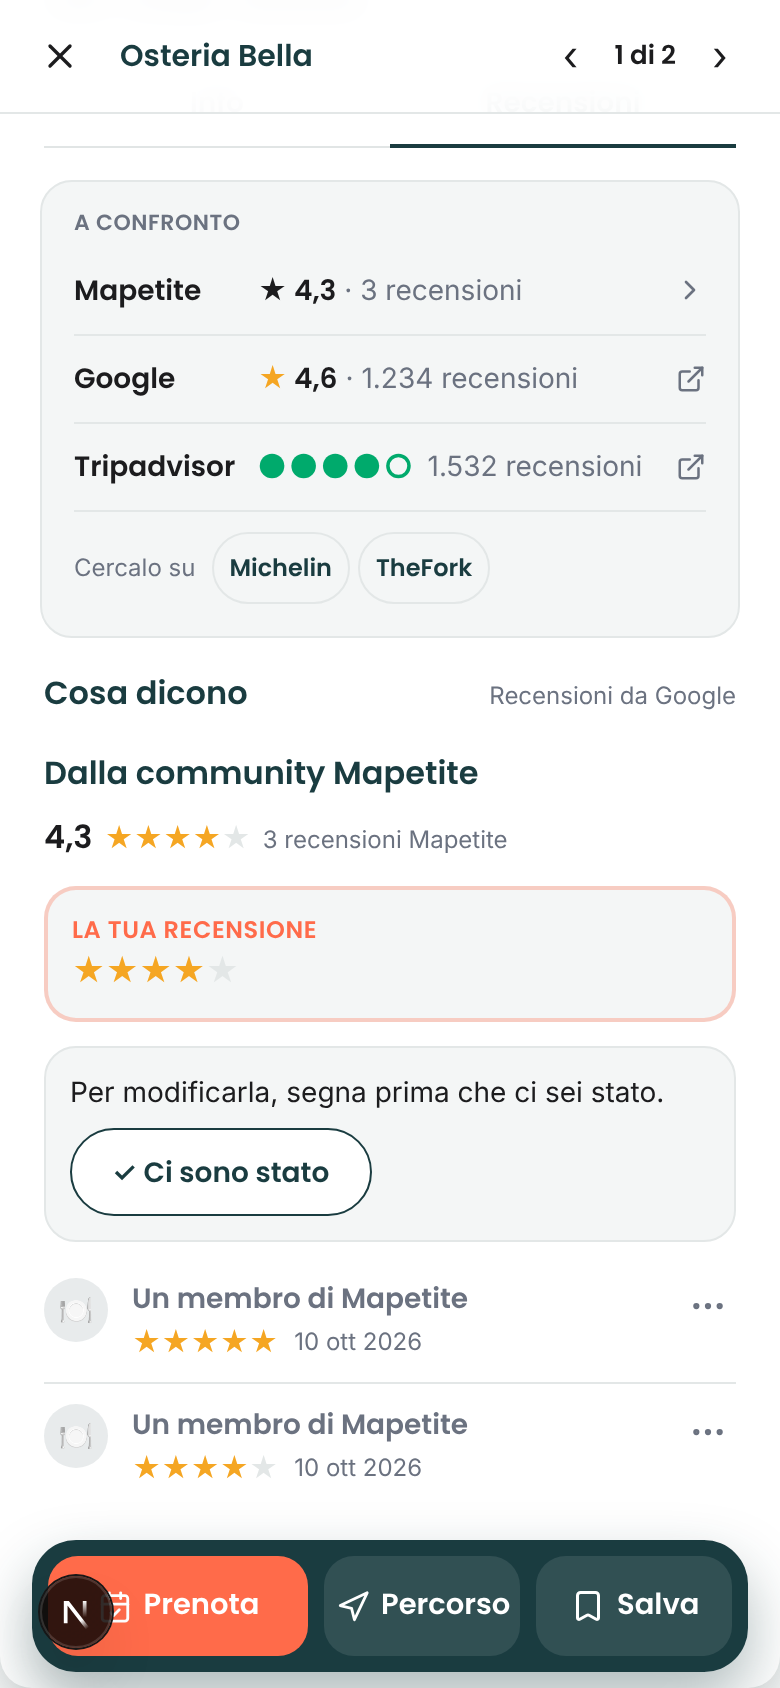 Osteria Bella
1 di 2
Info
Recensioni
A CONFRONTO
Mapetite ★ 4,3 · 3 recensioni
Google ★ 4,6 · 1.234 recensioni
Tripadvisor 1.532 recensioni
Cercalo su Michelin TheFork
Cosa dicono Recensioni da Google
Dalla community Mapetite
4,3 ★★★★★ 3 recensioni Mapetite
LA TUA RECENSIONE
★★★★★
Per modificarla, segna prima che ci sei stato.
✓ Ci sono stato
Un membro di Mapetite
★★★★★ 10 ott 2026
Un membro di Mapetite
★★★★★ 10 ott 2026
N Prenota Percorso Salva